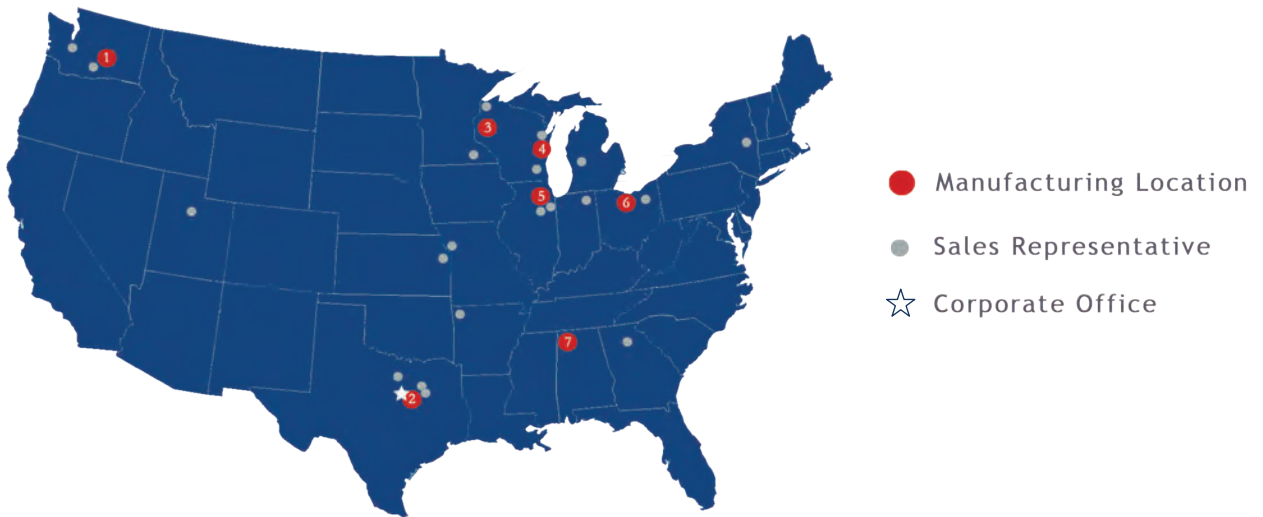 1
3
4
5
6
7
2
Manufacturing Location
Sales Representative
Corporate Office